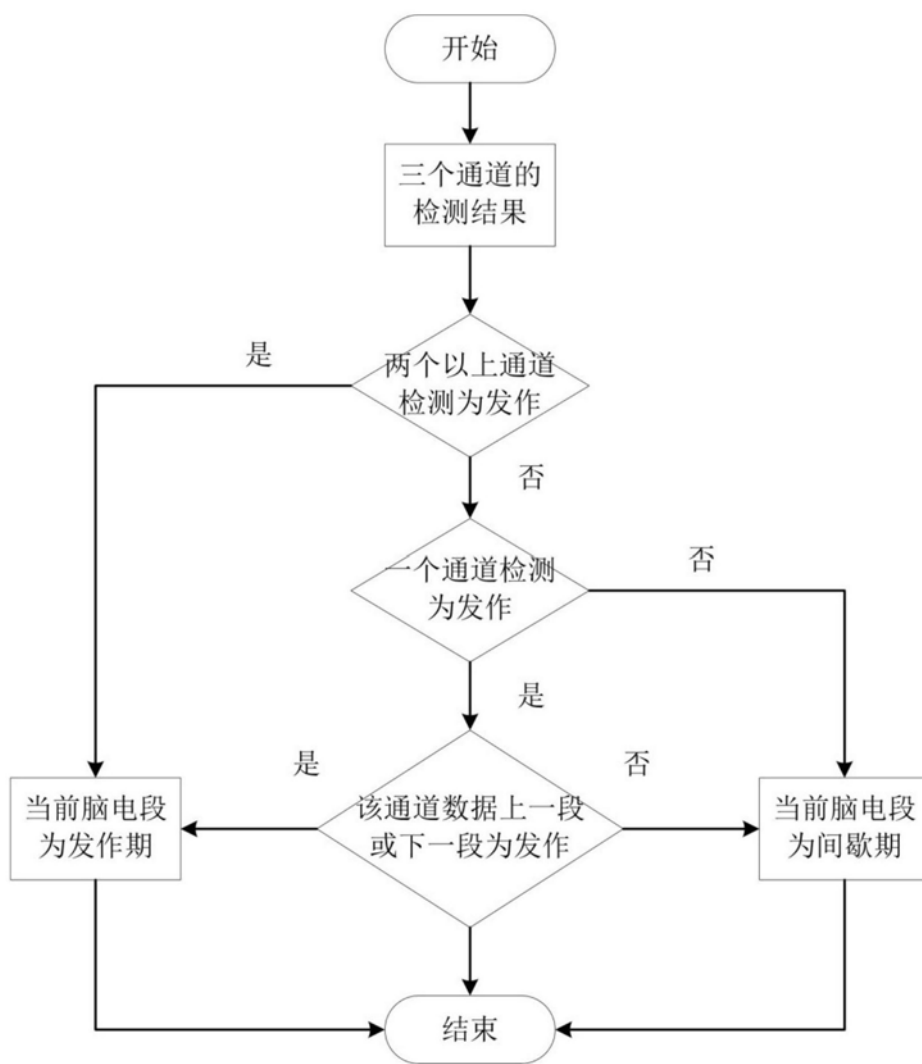 开始
三个通道的
检测结果
是
两个以上通道
检测为发作
否
一个通道检测
为发作
否
是
是
否
当前脑电段
为发作期
该通道数据上一段
或下一段为发作
当前脑电段
为间歇期
结束